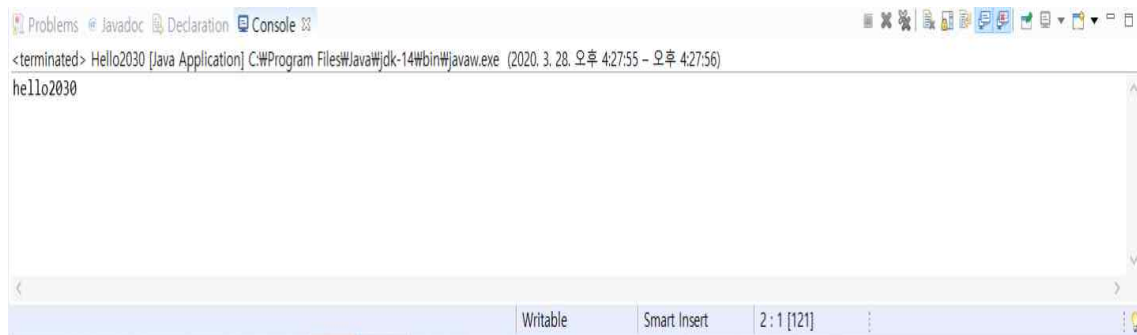 Problems @ Javadoc Declaration Console
<terminated> Hello2030 [Java Application] C:₩Program Files₩Java₩jdk-14₩bin₩javaw.exe (2020. 3. 28. 오후 4:27:55 – 오후 4:27:56)
hello2030
Writable Smart Insert 2 : 1 [121]